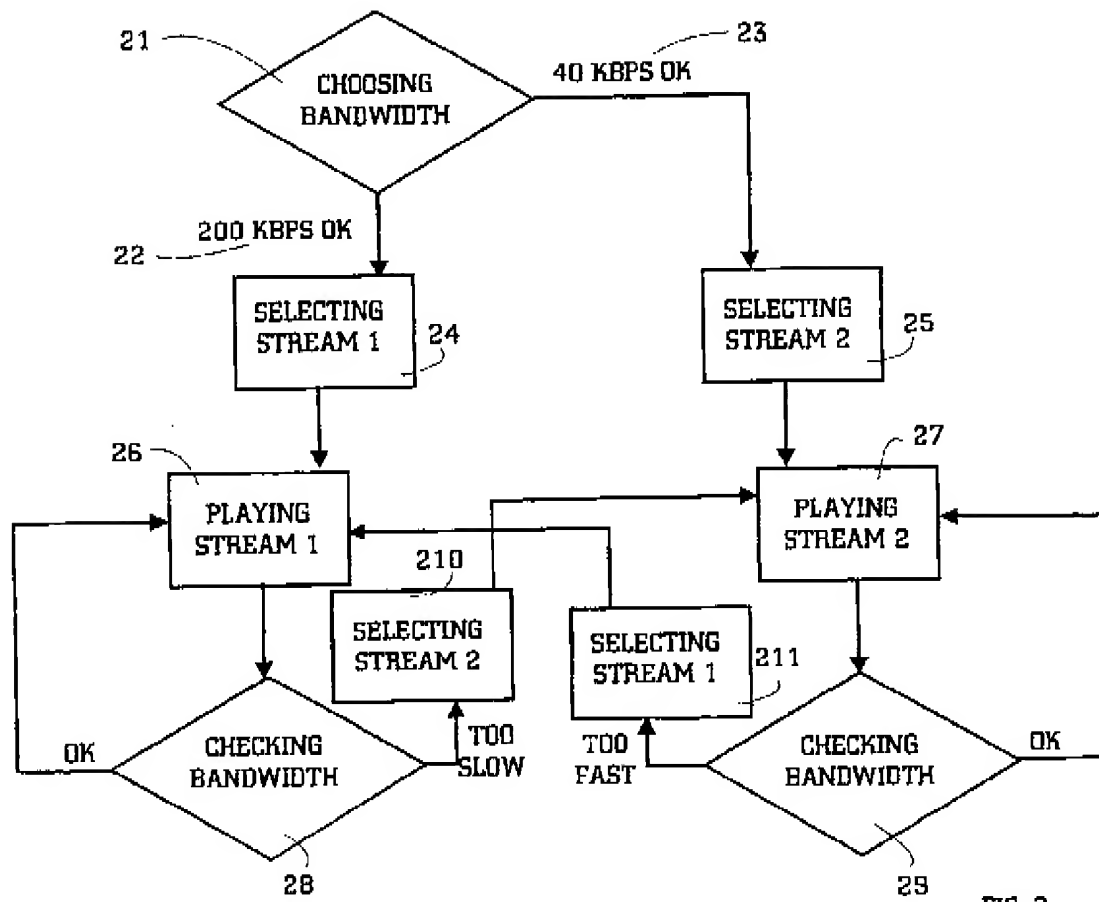 21
CHOOSING
BANDWIDTH
23
40 KBPS OK
200 KBPS OK
22
SELECTING
STREAM 1
24
SELECTING
STREAM 2
25
26
PLAYING
STREAM 1
27
PLAYING
STREAM 2
210
SELECTING
STREAM 2
SELECTING
STREAM 1
211
OK
CHECKING
BANDWIDTH
TOO
SLOW
TOO
FAST
CHECKING
BANDWIDTH
OK
28
29